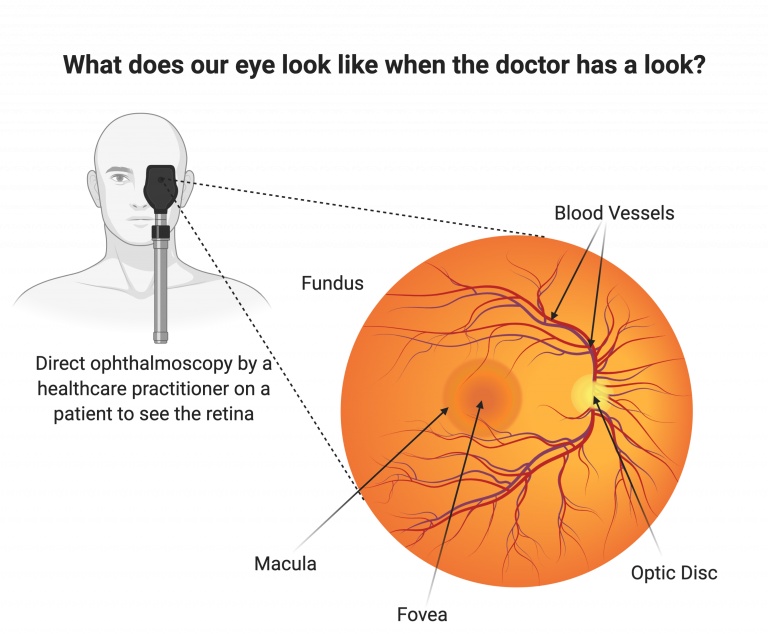 What does our eye look like when the doctor has a look?
Blood Vessels
Fundus
Direct ophthalmoscopy by a
healthcare practitioner on a
patient to see the retina
Macula
Optic Disc
Fovea